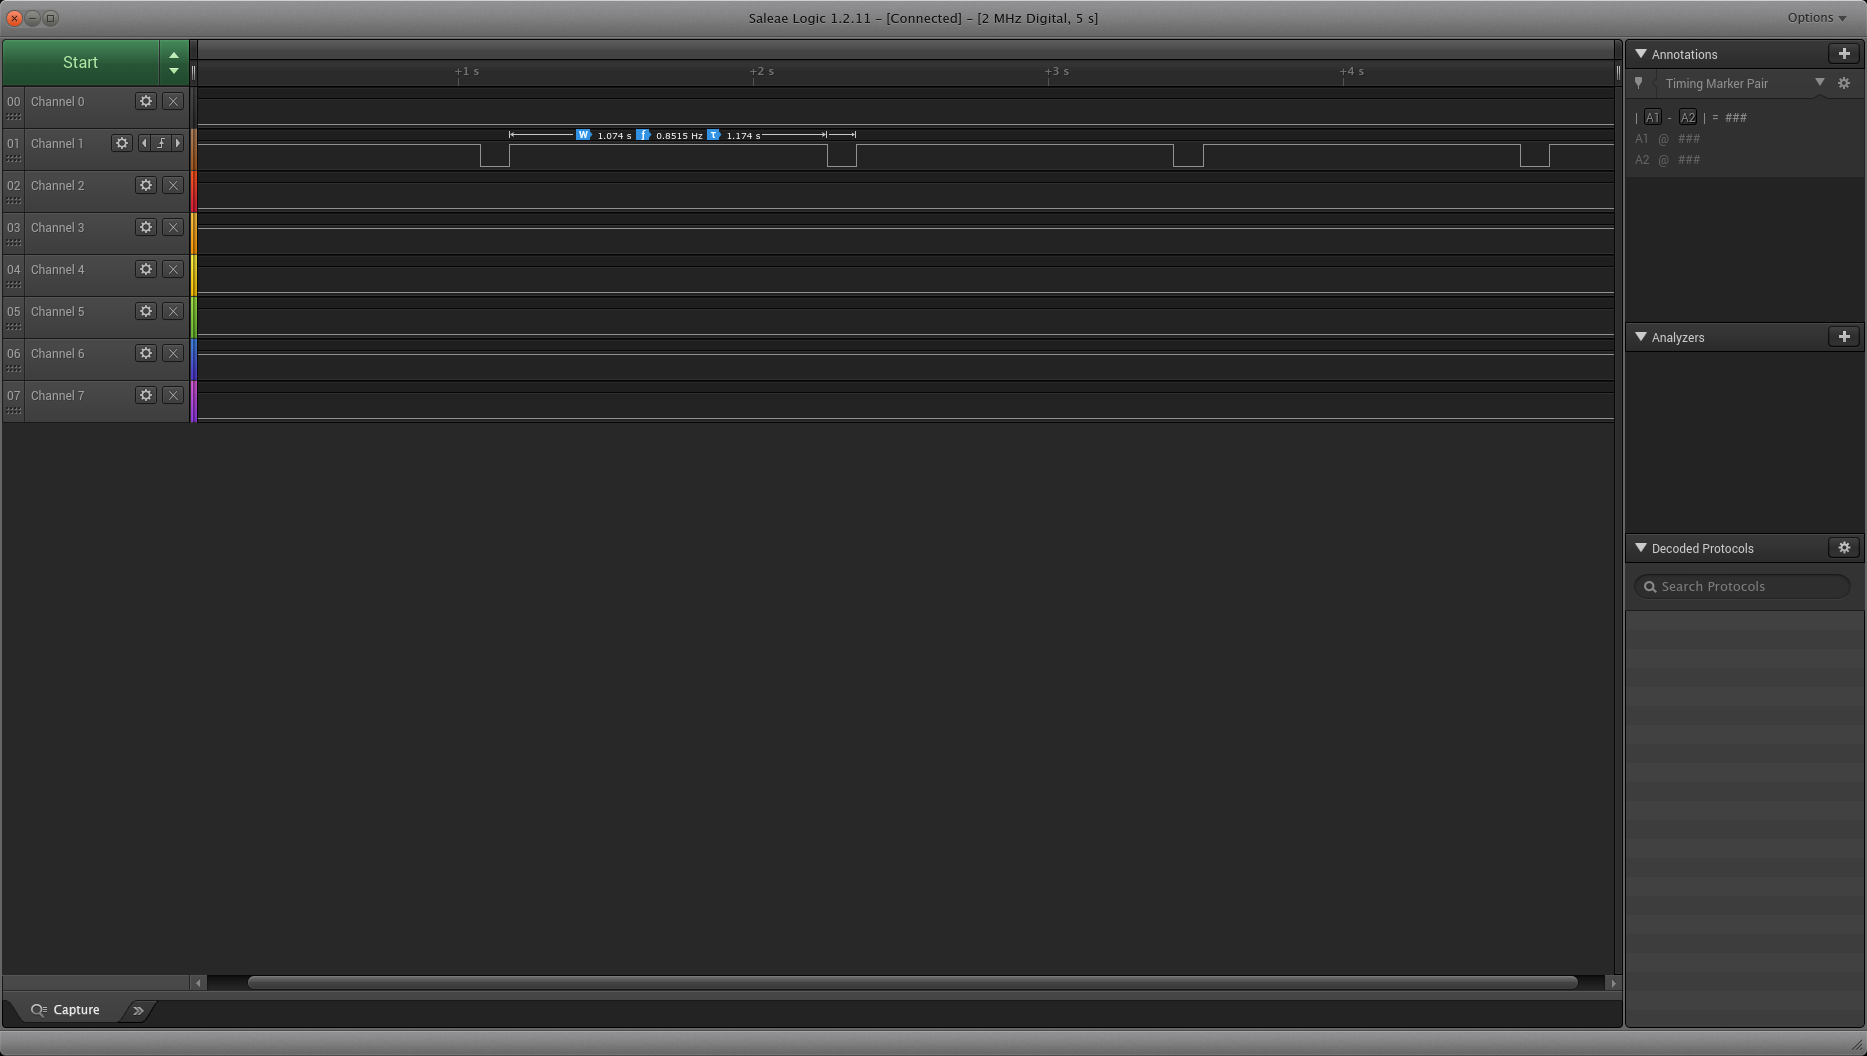 Saleae Logic 1.2.11 - [Connected] - [2 MHz Digital, 5 s]
Options
Start
+1 s
+2 s
+3 s
+4 s
00 Channel 0
01 Channel 1
W 1.074 s f 0.8515 Hz T 1.174 s
02 Channel 2
03 Channel 3
04 Channel 4
05 Channel 5
06 Channel 6
07 Channel 7
Capture
Annotations
Timing Marker Pair
| A1 - A2 | = ###
A1 @ ###
A2 @ ###
Analyzers
Decoded Protocols
Search Protocols